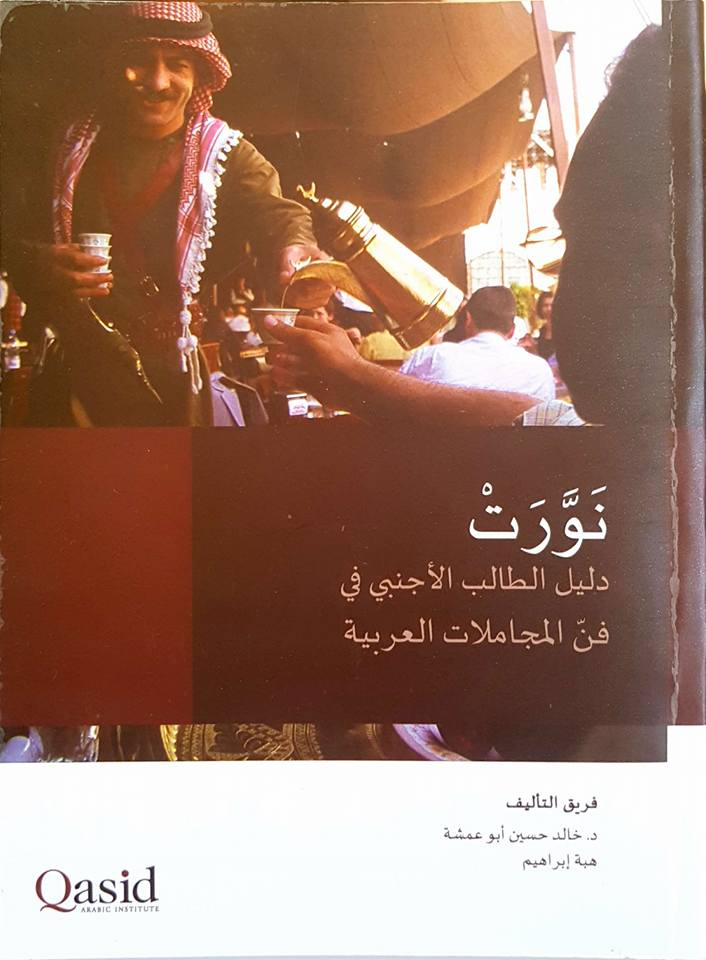 نَوَّرَتْ
دليل الطالب الأجنبي في
فنّ المجاملات العربية
فريق التأليف
د. خالد حسين أبو عمشة
هبة إبراهيم
Qasid
ARABIC INSTITUTE